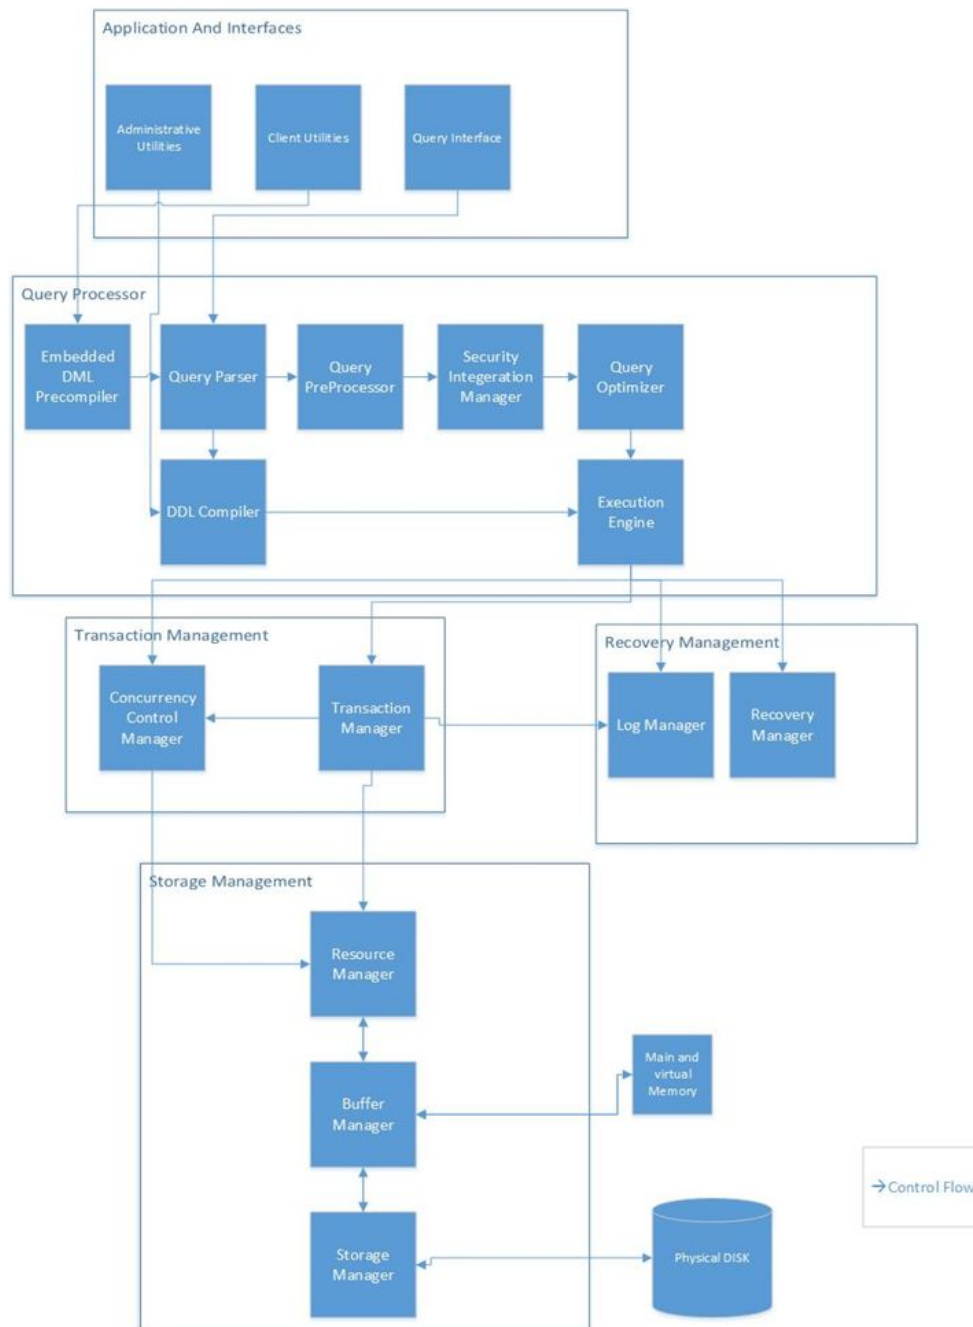 Application And Interfaces
Administrative
Utilities
Client Utilities
Query Interface
Query Processor
Embedded
DML
Precompiler
Query Parser
Query
PreProcessor
Security
Integeration
Manager
Query
Optimizer
DDL Compiler
Execution
Engine
Transaction Management
Recovery Management
Concurrency
Control
Manager
Transaction
Manager
Log Manager
Recovery
Manager
Storage Management
Resource
Manager
Main and
virtual
Memory
Buffer
Manager
Control Flow
Storage
Manager
Physical DISK